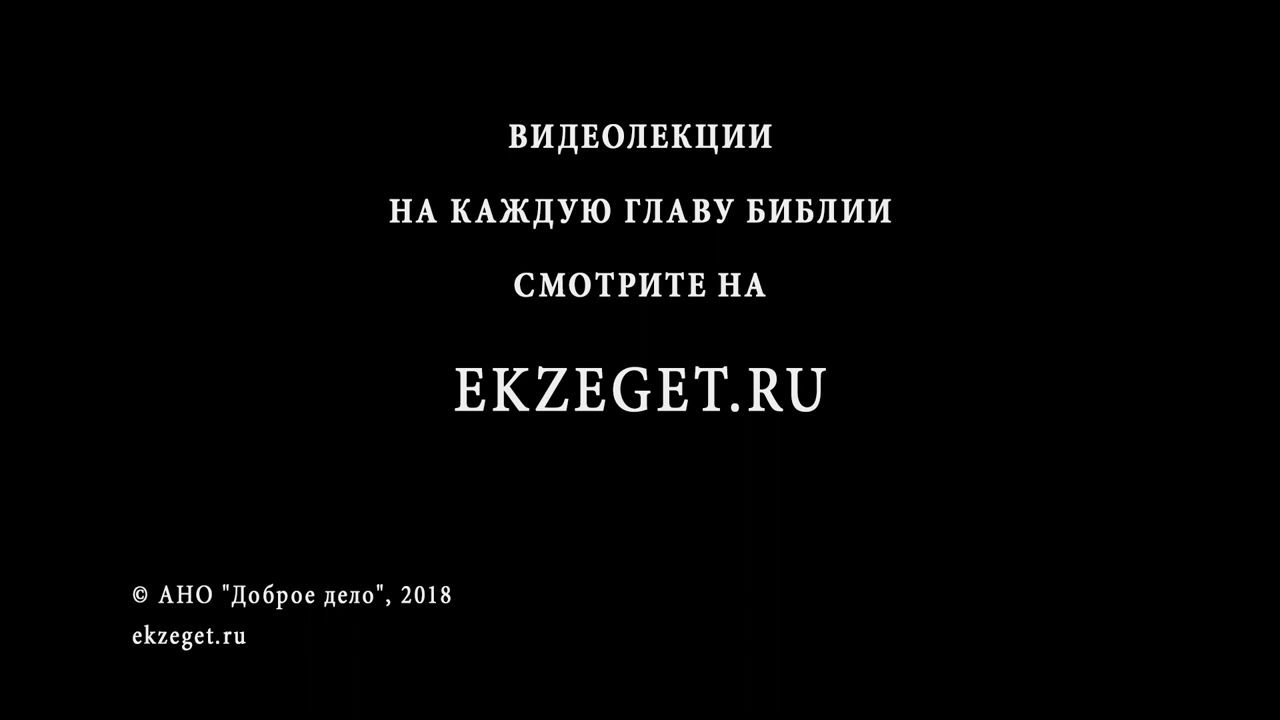 ВИДЕОЛЕКЦИИ
НА КАЖДУЮ ГЛАВУ БИБЛИИ
СМОТРИТЕ НА
EKZEGET.RU
© АНО "Доброе дело", 2018
ekzeget.ru